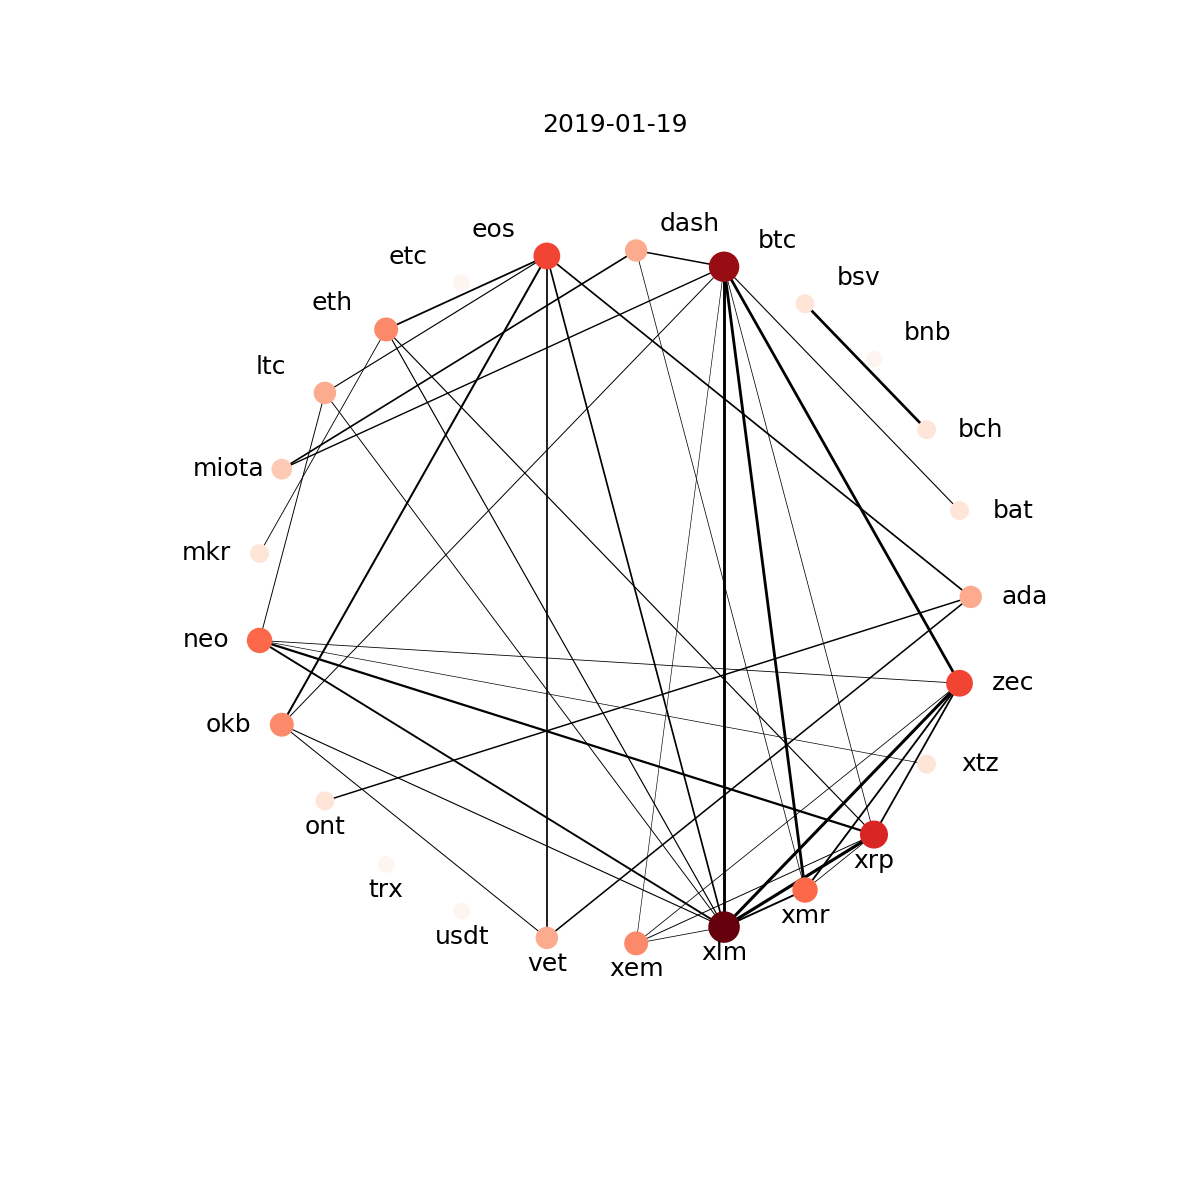 2019-01-19
dash
eos
btc
etc
bsv
eth
bnb
ltc
bch
miota
bat
mkr
ada
neo
zec
okb
xtz
ont
xrp
trx
xmr
usdt
xlm
vet
xem